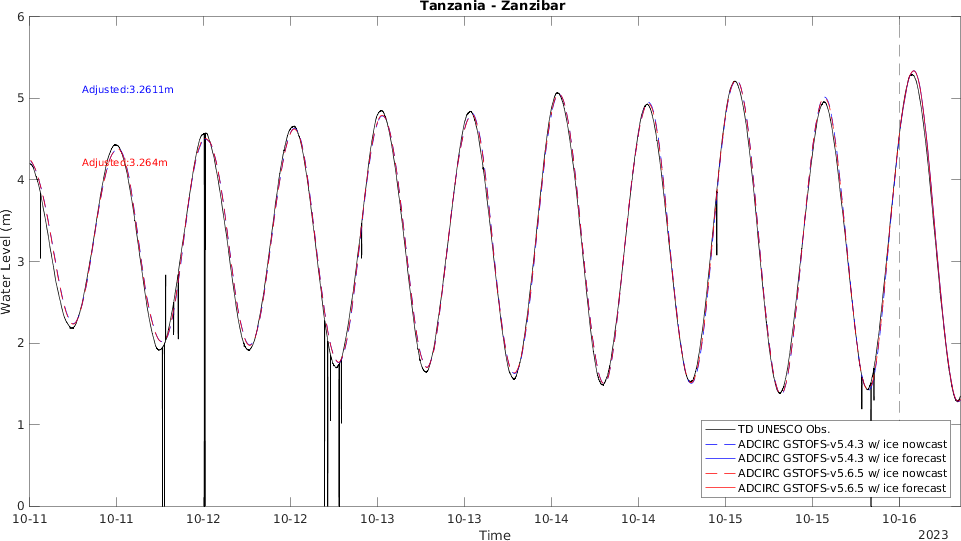 Tanzania - Zanzibar
6
5
4
3
2
1
0
Water Level (m)
Adjusted:3.2611m
Adjusted:3.264m
TD UNESCO Obs.
ADCIRC GSTOFS-v5.4.3 w/ ice nowcast
ADCIRC GSTOFS-v5.4.3 w/ ice forecast
ADCIRC GSTOFS-v5.6.5 w/ ice nowcast
ADCIRC GSTOFS-v5.6.5 w/ ice forecast
10-11 10-11 10-12 10-12 10-13 10-13 10-14 10-14 10-15 10-15 10-16
Time
2023